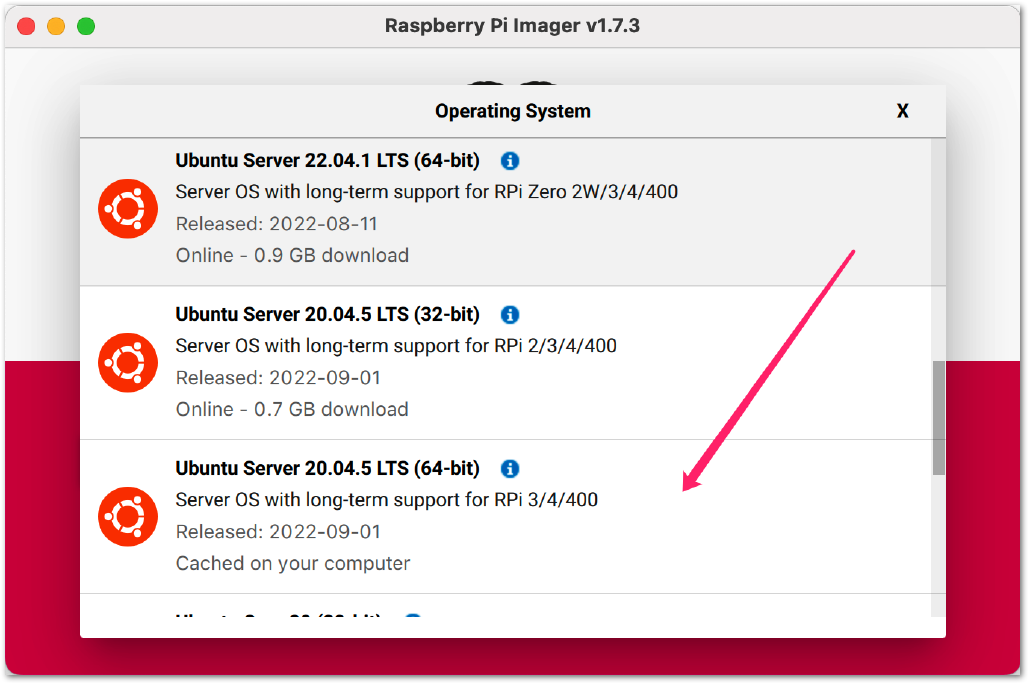 Raspberry Pi Imager v1.7.3
Operating System
X
Ubuntu Server 22.04.1 LTS (64-bit)
Server OS with long-term support for RPi Zero 2W/3/4/400
Released: 2022-08-11
Online - 0.9 GB download
Ubuntu Server 20.04.5 LTS (32-bit)
Server OS with long-term support for RPi 2/3/4/400
Released: 2022-09-01
Online - 0.7 GB download
Ubuntu Server 20.04.5 LTS (64-bit)
Server OS with long-term support for RPi 3/4/400
Released: 2022-09-01
Cached on your computer